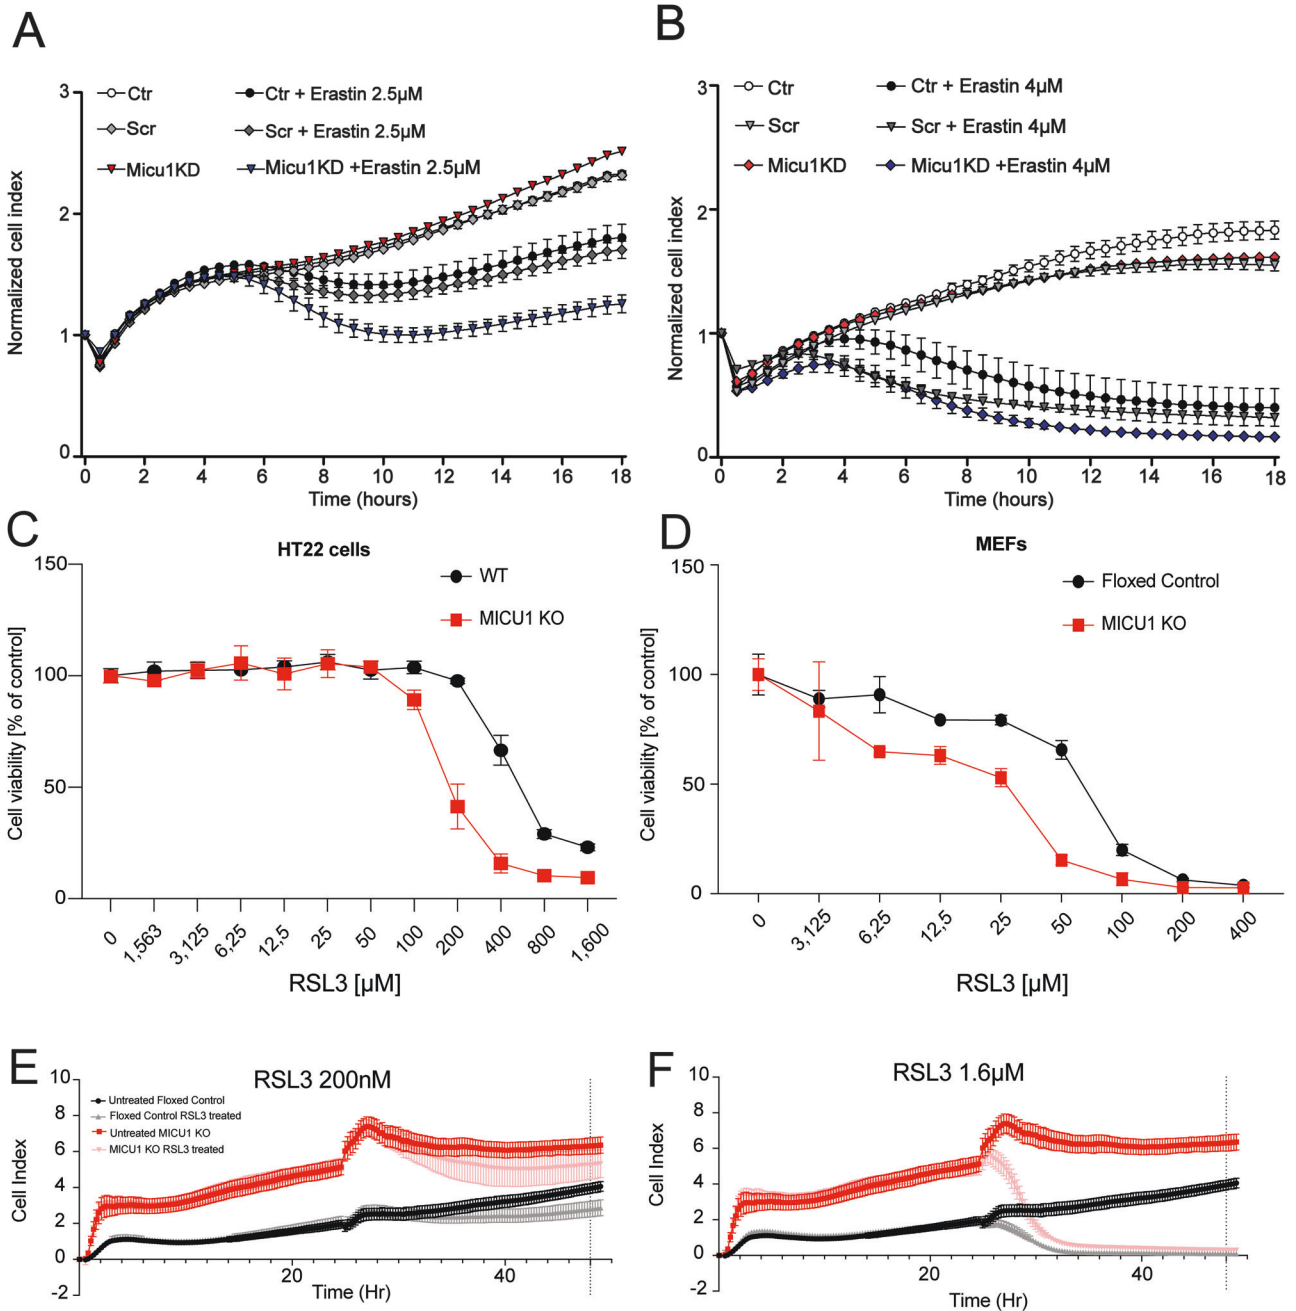 A
3
2
1
0
Normalized cell index
Ctr
Scr
Micu1KD
Ctr + Erastin 2.5µM
Scr + Erastin 2.5µM
Micu1KD +Erastin 2.5µM
0 2 4 6 8 10 12 14 16 18
Time (hours)
B
3
2
1
0
Normalized cell index
Ctr
Scr
Micu1KD
Ctr + Erastin 4µM
Scr + Erastin 4µM
Micu1KD +Erastin 4µM
0 2 4 6 8 10 12 14 16 18
Time (hours)
C
HT22 cells
150
100
50
0
Cell viability [% of control]
WT
MICU1 KO
0 1,563 3,125 6,25 12,5 25 50 100 200 400 800 1,600
RSL3 [µM]
D
MEFs
150
100
50
0
Cell viability [% of control]
Floxed Control
MICU1 KO
0 3,125 6,25 12,5 25 50 100 200 400
RSL3 [µM]
E
RSL3 200nM
10
8
6
4
2
0
-2
Cell Index
Untreated Floxed Control
Floxed Control RSL3 treated
Untreated MICU1 KO
MICU1 KO RSL3 treated
20 40
Time (Hr)
F
RSL3 1.6µM
10
8
6
4
2
0
-2
Cell Index
20 40
Time (Hr)